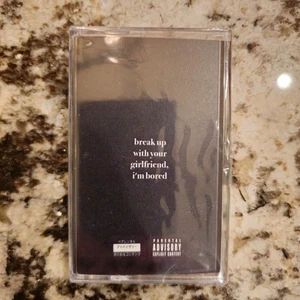 break up
with your
girlfriend,
i'm bored
PARENTAL
ADVISORY
EXPLICIT CONTENT